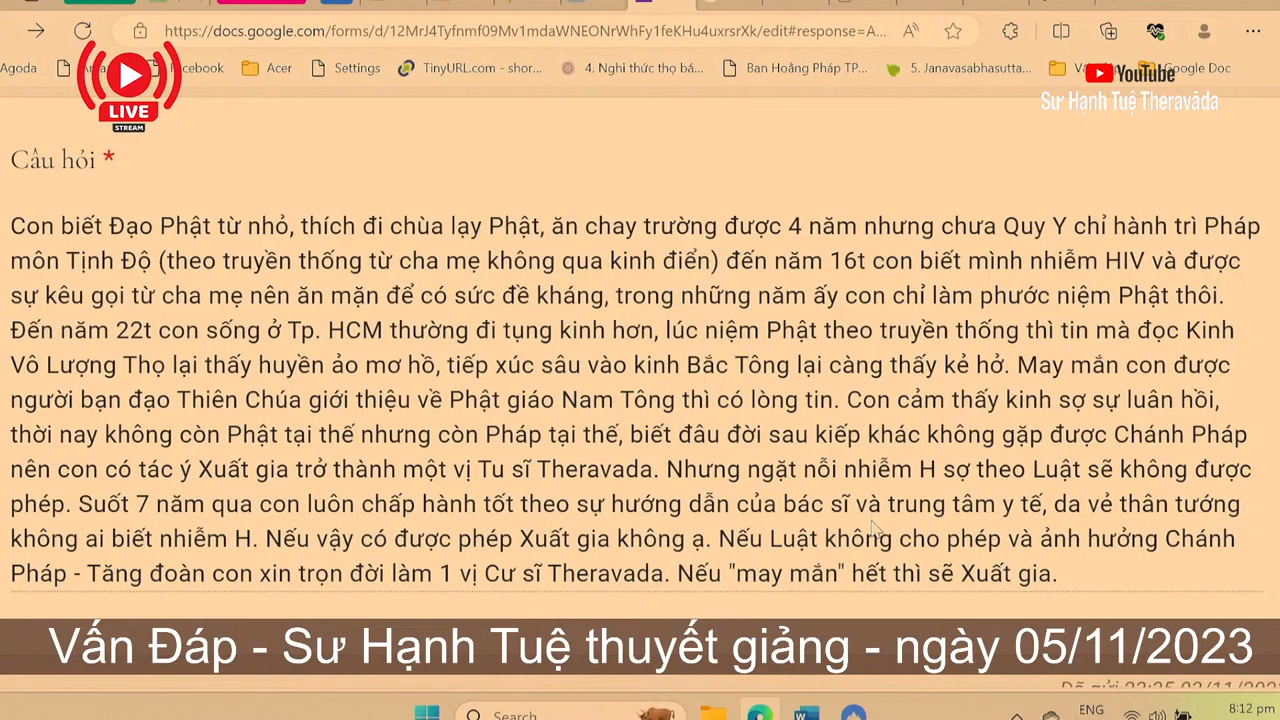 https://docs.google.com/forms/d/12MrJ4Tyfnmf09Mv1mdaWNEONrWhFy1feKHu4uxrsrXk/edit#response=A...
Agoda
Facebook
Acer
Settings
TinyURL.com - shor...
4. Nghi thức thọ bá...
Ban Hoằng Pháp TP...
5. Janavasabhasutta...
Google Doc
LIVE
STREAM
YouTube
Sư Hạnh Tuệ Theravāda
Câu hỏi *
Con biết Đạo Phật từ nhỏ, thích đi chùa lạy Phật, ăn chay trường được 4 năm nhưng chưa Quy Y chỉ hành trì Pháp
môn Tịnh Độ (theo truyền thống từ cha mẹ không qua kinh điển) đến năm 16t con biết mình nhiễm HIV và được
sự kêu gọi từ cha mẹ nên ăn mặn để có sức đề kháng, trong những năm ấy con chỉ làm phước niệm Phật thôi.
Đến năm 22t con sống ở Tp. HCM thường đi tụng kinh hơn, lúc niệm Phật theo truyền thống thì tin mà đọc Kinh
Vô Lượng Thọ lại thấy huyền ảo mơ hồ, tiếp xúc sâu vào kinh Bắc Tông lại càng thấy kẻ hở. May mắn con được
người bạn đạo Thiên Chúa giới thiệu về Phật giáo Nam Tông thì có lòng tin. Con cảm thấy kinh sợ sự luân hồi,
thời nay không còn Phật tại thế nhưng còn Pháp tại thế, biết đâu đời sau kiếp khác không gặp được Chánh Pháp
nên con có tác ý Xuất gia trở thành một vị Tu sĩ Theravada. Nhưng ngặt nỗi nhiễm H sợ theo Luật sẽ không được
phép. Suốt 7 năm qua con luôn chấp hành tốt theo sự hướng dẫn của bác sĩ và trung tâm y tế, da vẻ thân tướng
không ai biết nhiễm H. Nếu vậy có được phép Xuất gia không ạ. Nếu Luật không cho phép và ảnh hưởng Chánh
Pháp - Tăng đoàn con xin trọn đời làm 1 vị Cư sĩ Theravada. Nếu "may mắn" hết thì sẽ Xuất gia.
Vấn Đáp - Sư Hạnh Tuệ thuyết giảng - ngày 05/11/2023
Search
ENG
8:12 pm